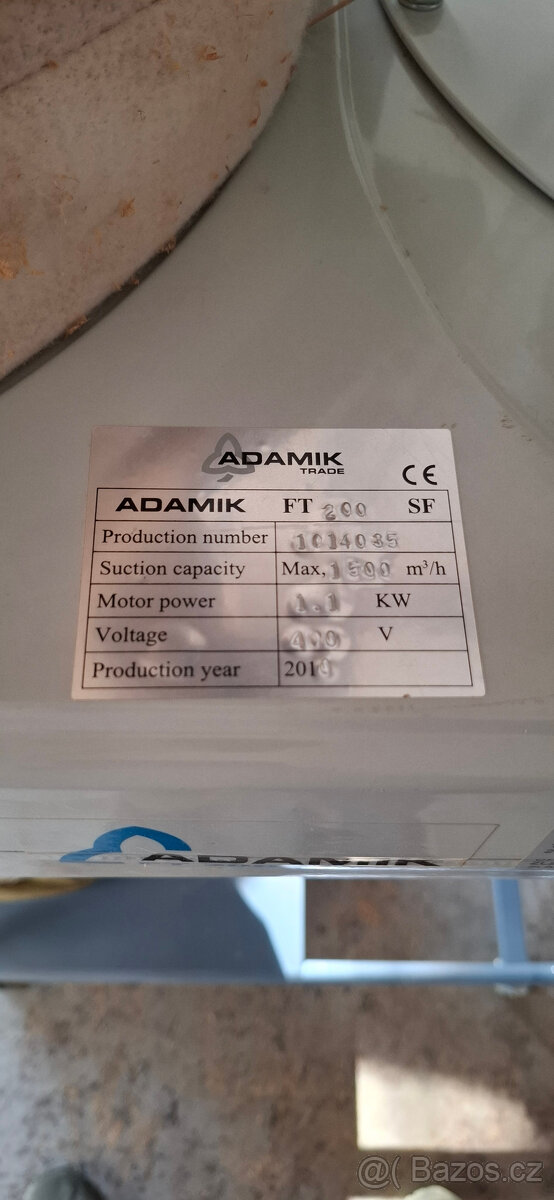 ADAMIK
TRADE
CE
ADAMIK FT 200 SF
Production number 1014035
Suction capacity Max, 1500 m³/h
Motor power 1.1 KW
Voltage 400 V
Production year
ADAMIK
@( Bazos.cz